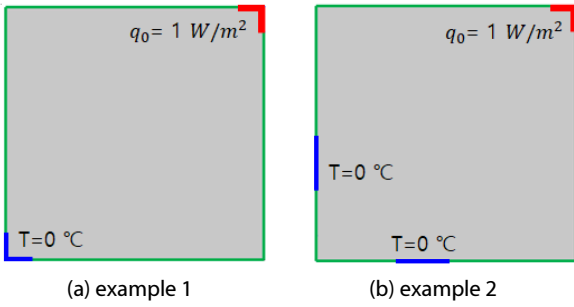 q₀= 1 W/m²
T=0 ℃
(a) example 1
q₀= 1 W/m²
T=0 ℃
T=0 ℃
(b) example 2